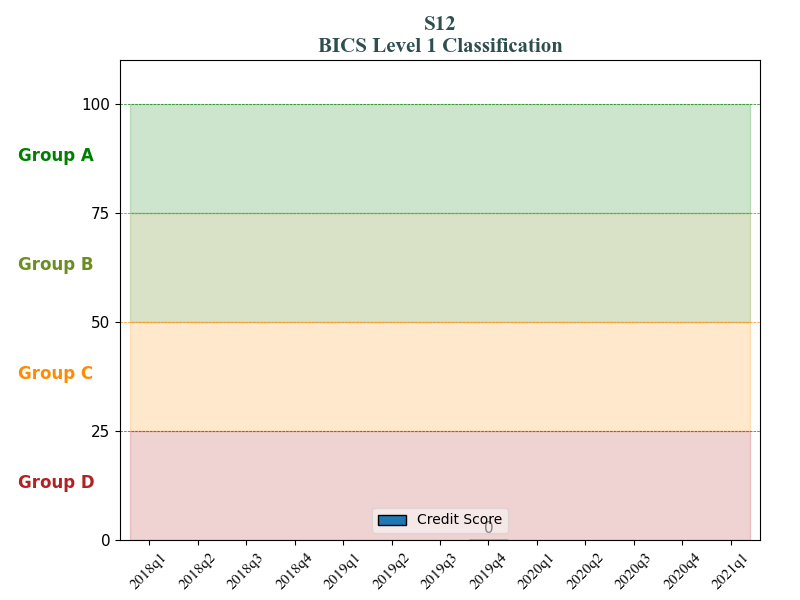 S12
BICS Level 1 Classification
100
Group A
75
Group B
50
Group C
25
Group D
Credit Score
0
0
2018q1
2018q2
2018q3
2018q4
2019q1
2019q2
2019q3
2019q4
2020q1
2020q2
2020q3
2020q4
2021q1